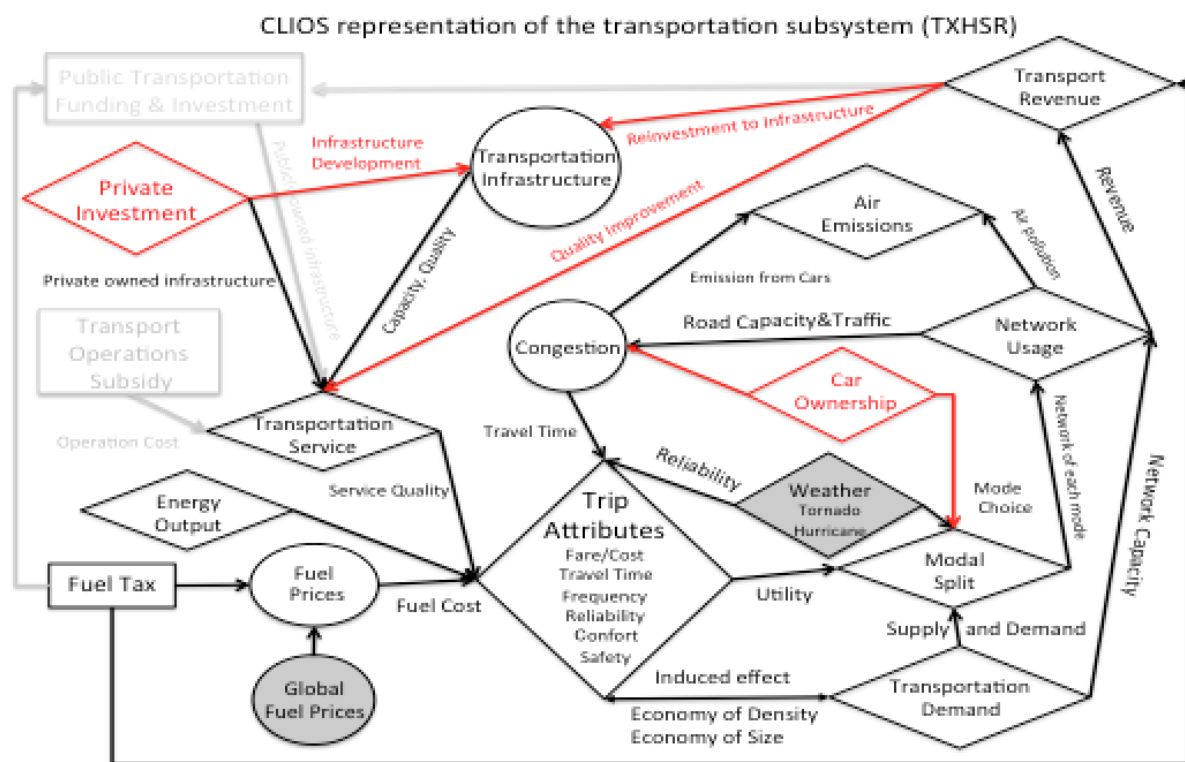 CLIOS representation of the transportation subsystem (TXHSR)
Public Transportation
Funding & Investment
Transport
Revenue
Infrastructure
Development
Reinvestment to Infrastructure
Transportation
Infrastructure
Private
Investment
Public owned infrastructure
Quality Improvement
Air
Emissions
Air pollution
Revenue
Private owned infrastructure
Capacity, Quality
Emission from Cars
Transport
Operations
Subsidy
Congestion
Road Capacity&Traffic
Network
Usage
Car
Ownership
Operation Cost
Transportation
Service
Travel Time
Reliability
Network of each mode
Network Capacity
Energy
Output
Service Quality
Trip
Attributes
Fare/Cost
Travel Time
Frequency
Reliability
Confort
Safety
Weather
Tornado
Hurricane
Mode
Choice
Fuel Tax
Fuel
Prices
Fuel Cost
Utility
Modal
Split
Supply and Demand
Global
Fuel Prices
Induced effect
Economy of Density
Economy of Size
Transportation
Demand